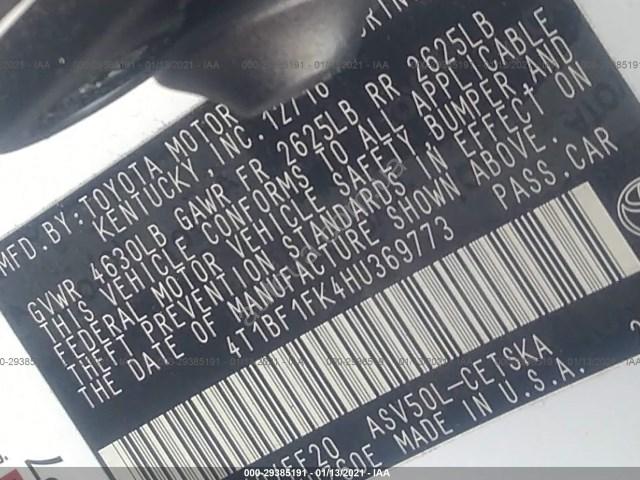 MFD. BY: TOYOTA MOTOR
KENTUCKY, INC. 12/16
GVWR 4630LB GAWR FR 2625LB RR 2625LB
THIS VEHICLE CONFORMS TO ALL APPLICABLE
FEDERAL MOTOR VEHICLE SAFETY, BUMPER AND
THEFT PREVENTION STANDARDS IN EFFECT ON
THE DATE OF MANUFACTURE SHOWN ABOVE.
4T1BF1FK4HU369773 PASS. CAR
ASV50L-CETSKA
MADE IN U.S.A.
000-29385191 - 01/13/2021 - IAAI